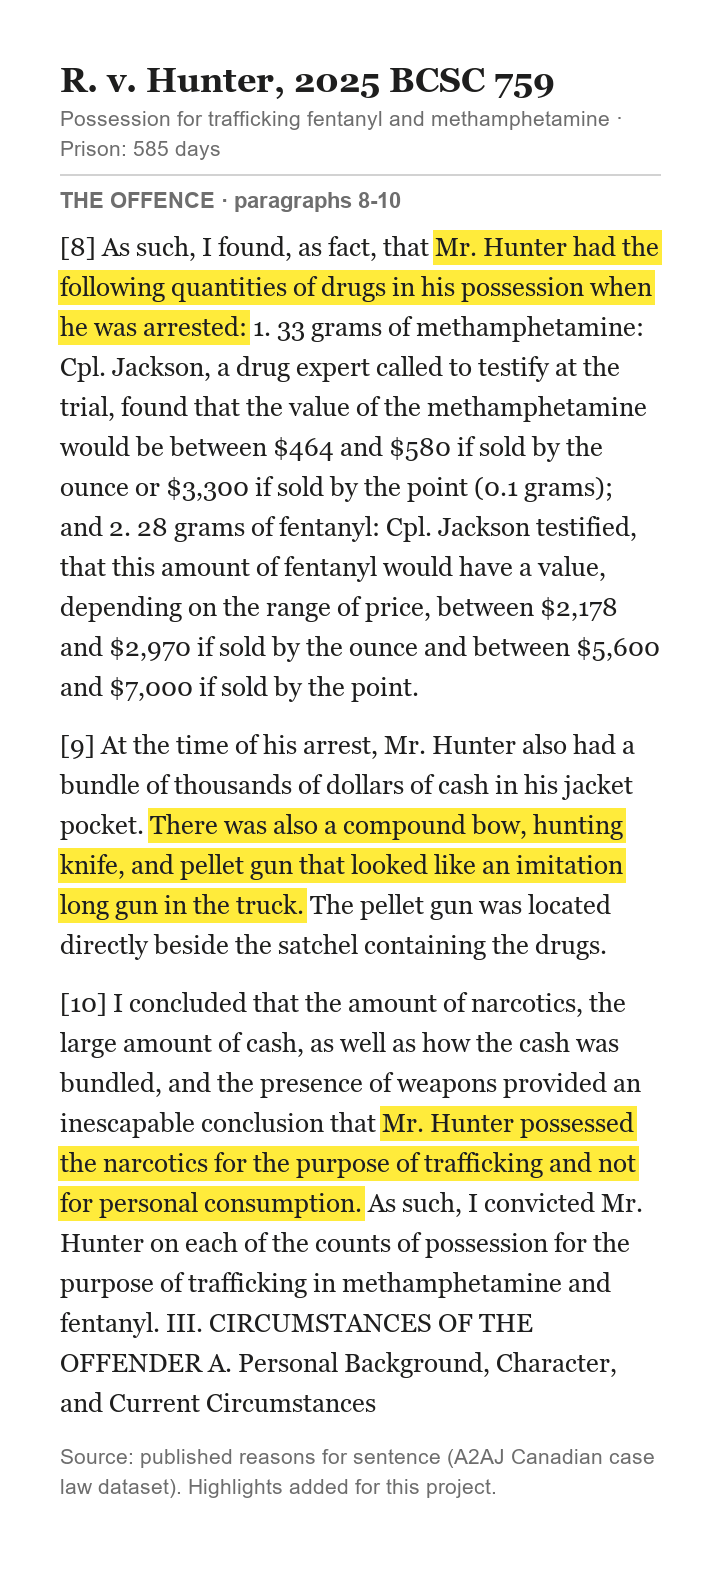 R. v. Hunter, 2025 BCSC 759
Possession for trafficking fentanyl and methamphetamine ·
Prison: 585 days
THE OFFENCE · paragraphs 8-10
[8] As such, I found, as fact, that Mr. Hunter had the
following quantities of drugs in his possession when
he was arrested: 1. 33 grams of methamphetamine:
Cpl. Jackson, a drug expert called to testify at the
trial, found that the value of the methamphetamine
would be between $464 and $580 if sold by the
ounce or $3,300 if sold by the point (0.1 grams);
and 2. 28 grams of fentanyl: Cpl. Jackson testified,
that this amount of fentanyl would have a value,
depending on the range of price, between $2,178
and $2,970 if sold by the ounce and between $5,600
and $7,000 if sold by the point.
[9] At the time of his arrest, Mr. Hunter also had a
bundle of thousands of dollars of cash in his jacket
pocket. There was also a compound bow, hunting
knife, and pellet gun that looked like an imitation
long gun in the truck. The pellet gun was located
directly beside the satchel containing the drugs.
[10] I concluded that the amount of narcotics, the
large amount of cash, as well as how the cash was
bundled, and the presence of weapons provided an
inescapable conclusion that Mr. Hunter possessed
the narcotics for the purpose of trafficking and not
for personal consumption. As such, I convicted Mr.
Hunter on each of the counts of possession for the
purpose of trafficking in methamphetamine and
fentanyl. III. CIRCUMSTANCES OF THE
OFFENDER A. Personal Background, Character,
and Current Circumstances
Source: published reasons for sentence (A2AJ Canadian case
law dataset). Highlights added for this project.